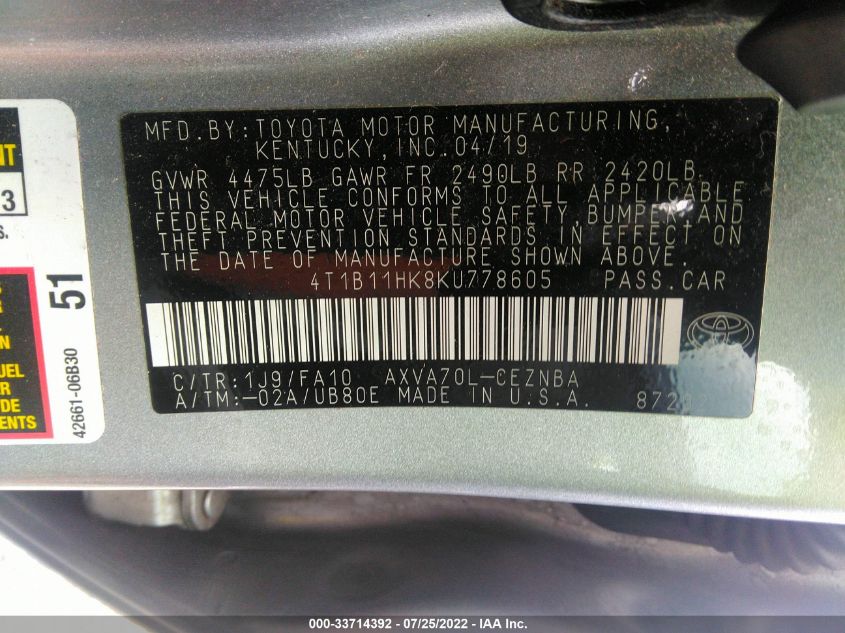 MFD.BY:TOYOTA MOTOR MANUFACTURING,
KENTUCKY,INC.04/19
GVWR 4475LB GAWR FR 2490LB RR 2420LB
THIS VEHICLE CONFORMS TO ALL APPLICABLE
FEDERAL MOTOR VEHICLE SAFETY,BUMPER,AND
THEFT PREVENTION STANDARDS IN EFFECT ON
THE DATE OF MANUFACTURE SHOWN ABOVE.
4T1B11HK8KU778605 PASS.CAR
C/TR:1J9/FA10 AXVA70L-CEZNBA
A/TM:-02A/UB80E MADE IN U.S.A.
3
S.
51
42661-06B30
000-33714392 - 07/25/2022 - IAA Inc.